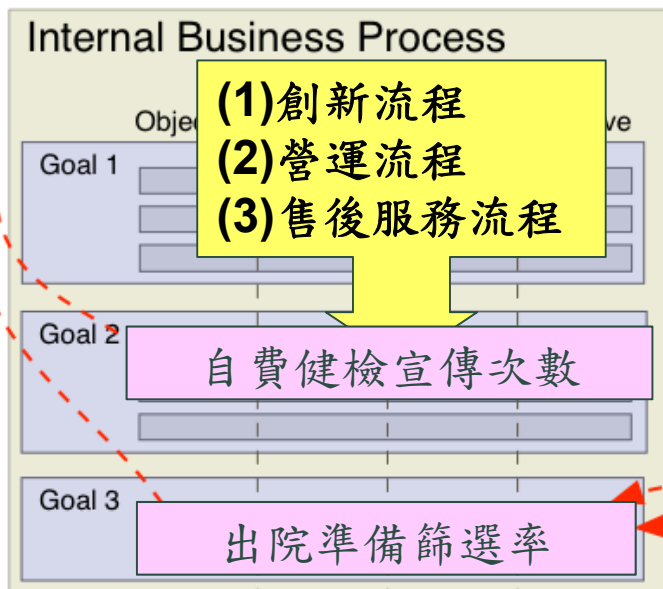 Internal Business Process
(1)創新流程
Obje
ve
(2)營運流程
Goal 1
(3)售後服務流程
Goal 2
自費健檢宣傳次數
Goal 3
出院準備篩選率